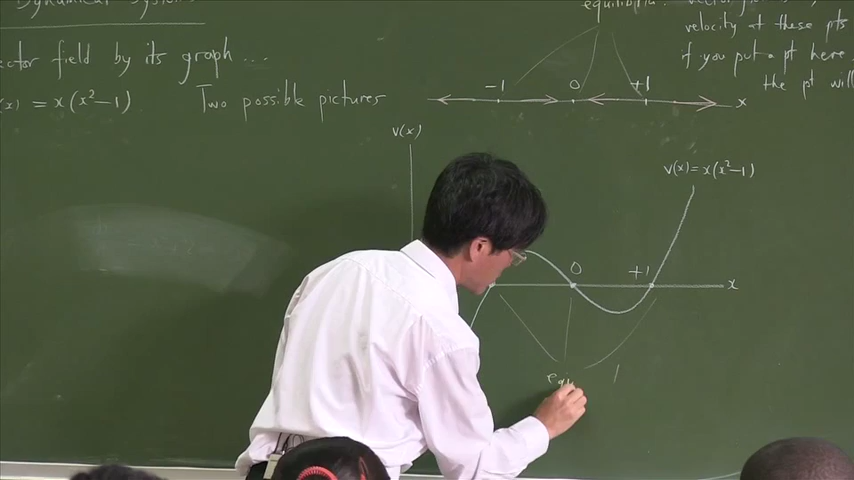 Dynamical Systems
equilibria
velocity at these pts
ector field by its graph ...
if you put a pt here,
the pt will
(x) = x(x²-1)
Two possible pictures
-1 0 +1 x
v(x)
v(x)=x(x²-1)
0 +1 x
equ